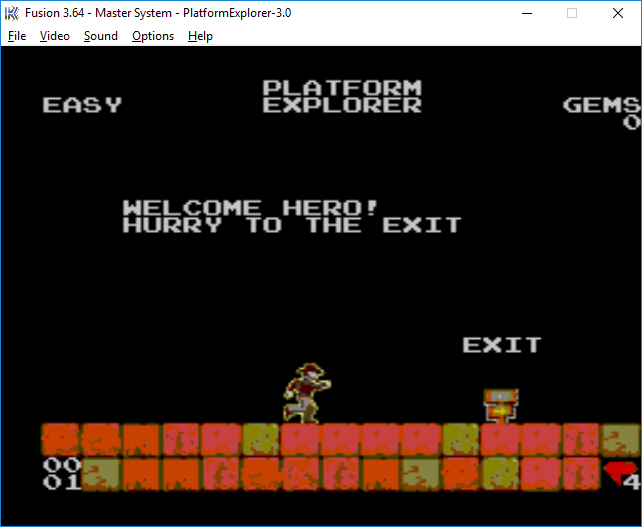 Fusion 3.64 - Master System - PlatformExplorer-3.0
File Video Sound Options Help
PLATFORM
EASY EXPLORER GEMS
0
WELCOME HERO!
HURRY TO THE EXIT
EXIT
00
01 4